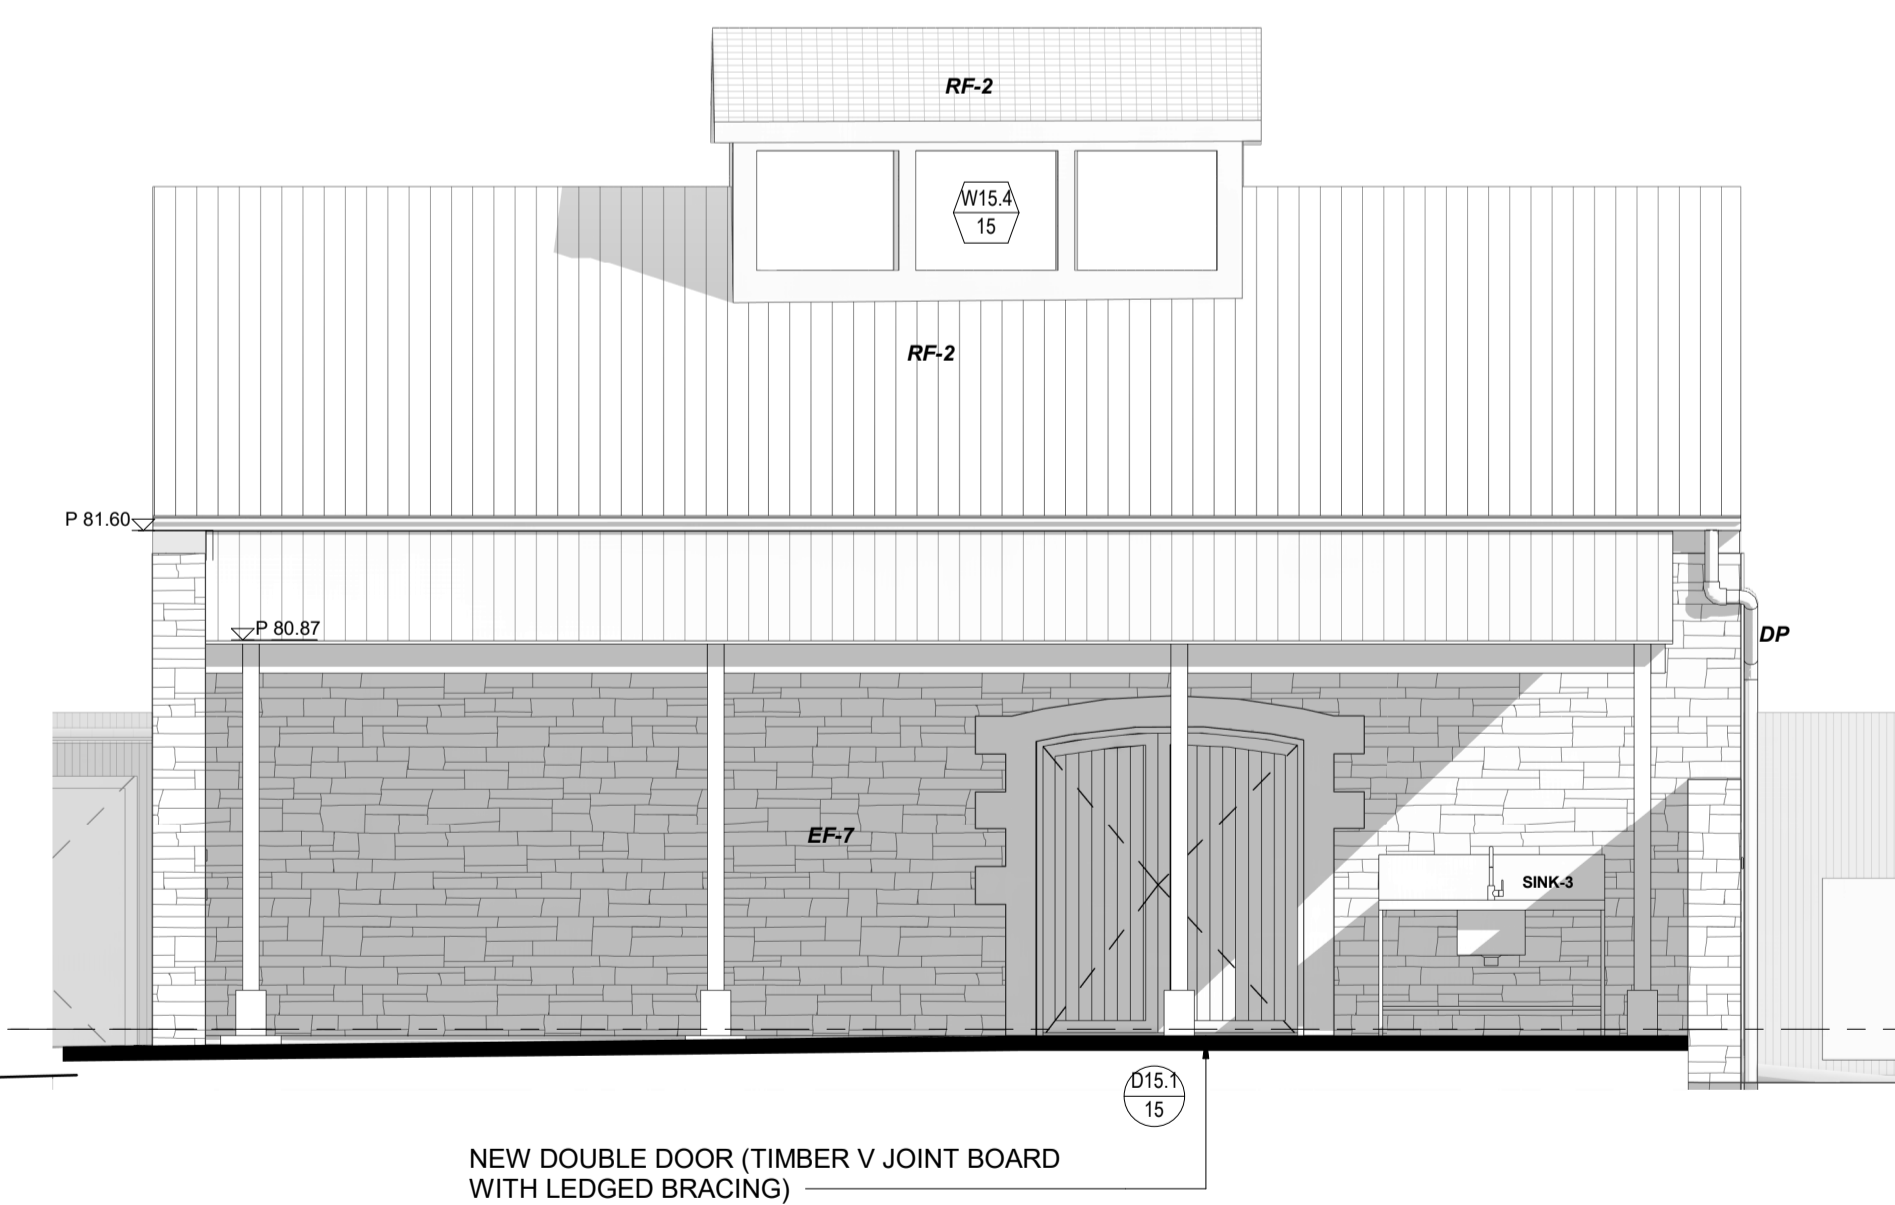 RF-2
W15.4
15
RF-2
P 81.60
P 80.87
DP
EF-7
SINK-3
D15.1
15
NEW DOUBLE DOOR (TIMBER V JOINT BOARD
WITH LEDGED BRACING)